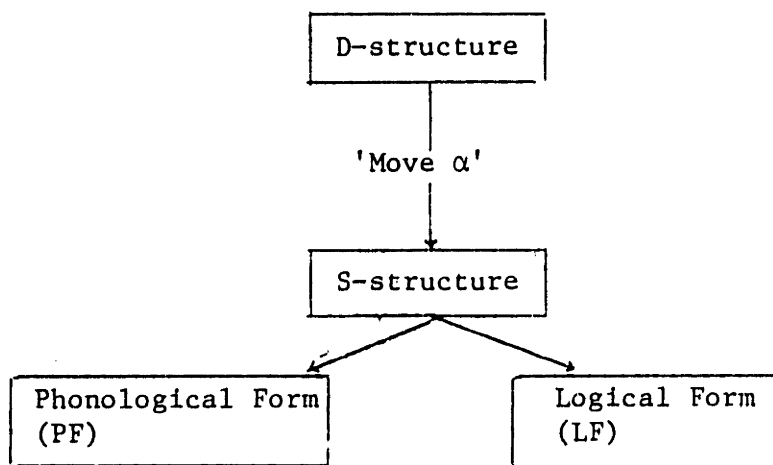 D-structure
'Move α'
S-structure
Phonological Form
(PF)
Logical Form
(LF)